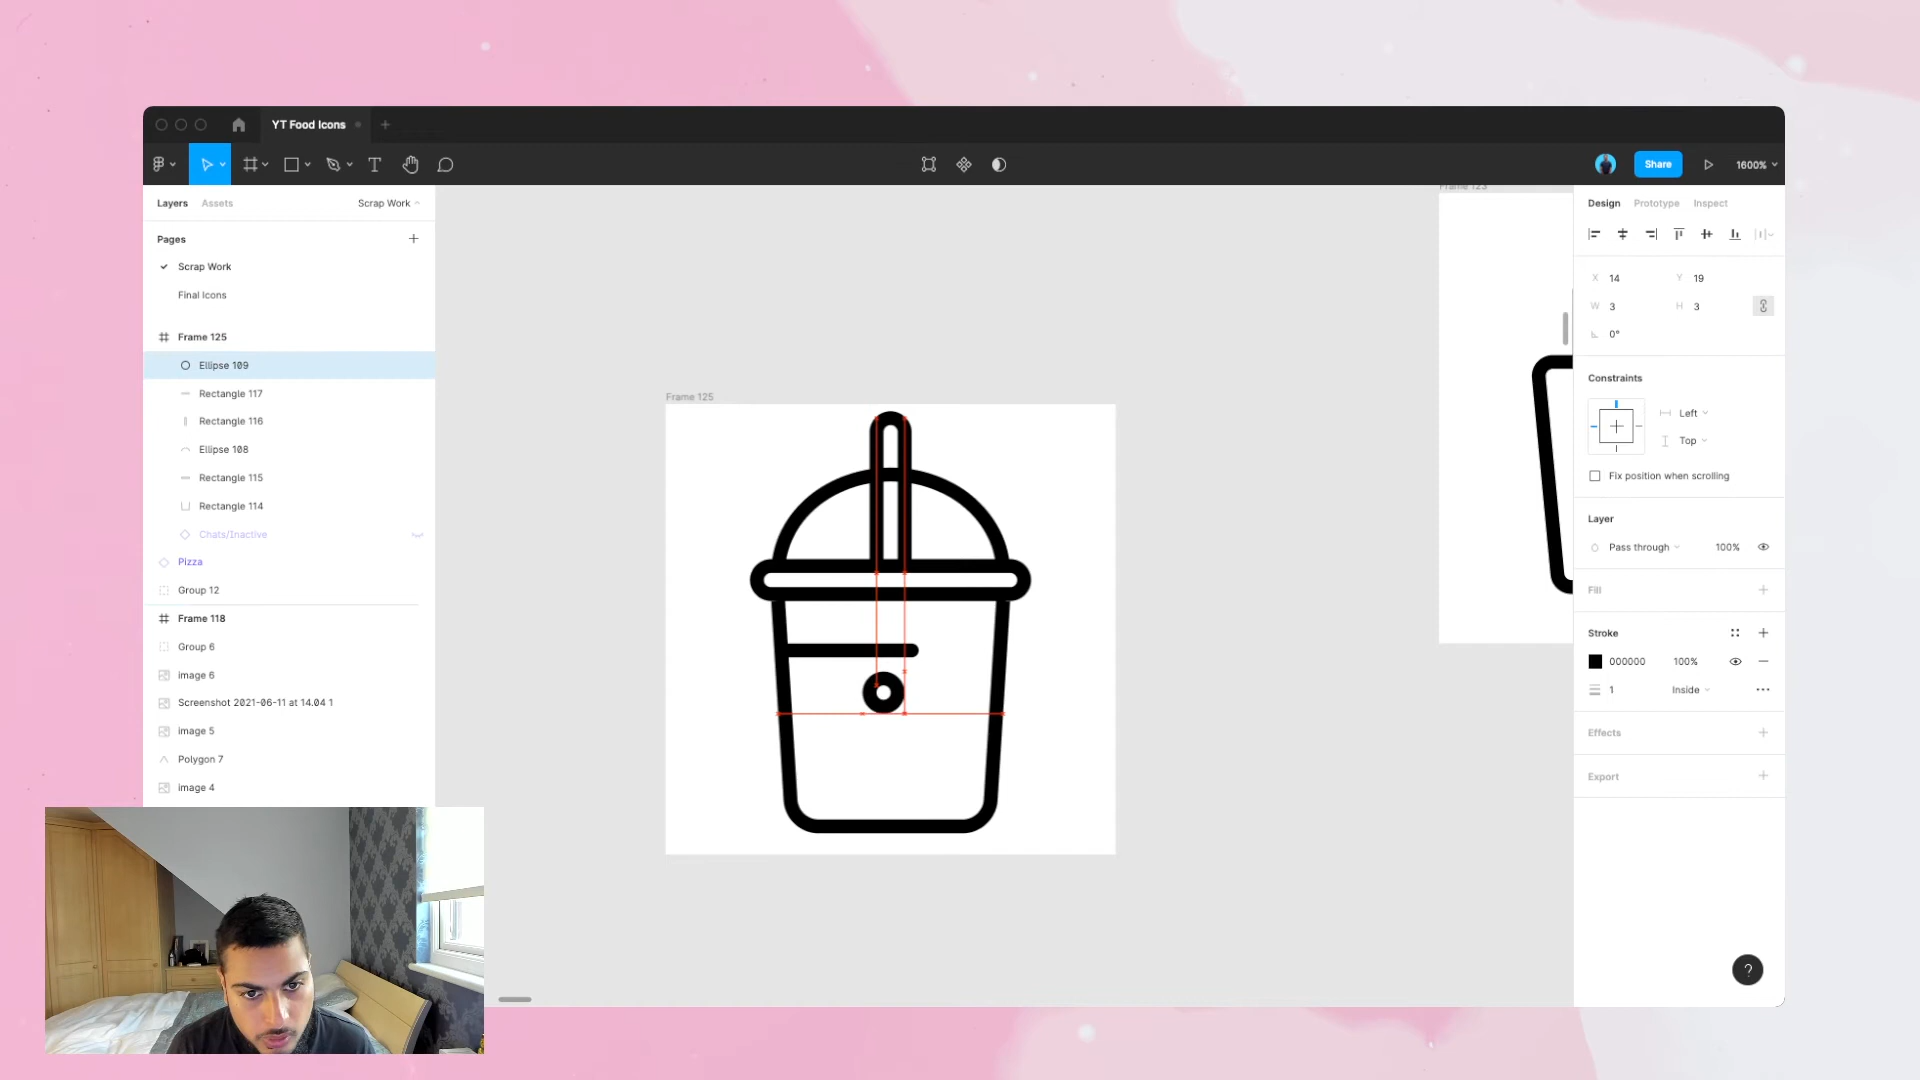 YT Food Icons
Share
1600%
Layers
Assets
Scrap Work
Pages
Scrap Work
Final Icons
Frame 125
Ellipse 109
Rectangle 117
Rectangle 116
Ellipse 108
Rectangle 115
Rectangle 114
Chats/Inactive
Pizza
Group 12
Frame 118
Group 6
image 6
Screenshot 2021-06-11 at 14.04 1
image 5
Polygon 7
image 4
Frame 125
Frame 123
Design
Prototype
Inspect
X 14
Y 19
W 3
H 3
0°
Constraints
Left
Top
Fix position when scrolling
Layer
Pass through
100%
Fill
Stroke
000000
100%
1
Inside
Effects
Export
?